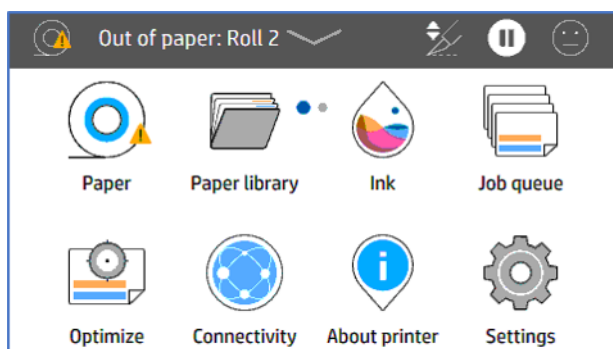 Out of paper: Roll 2
Paper Paper library Ink Job queue
Optimize Connectivity About printer Settings